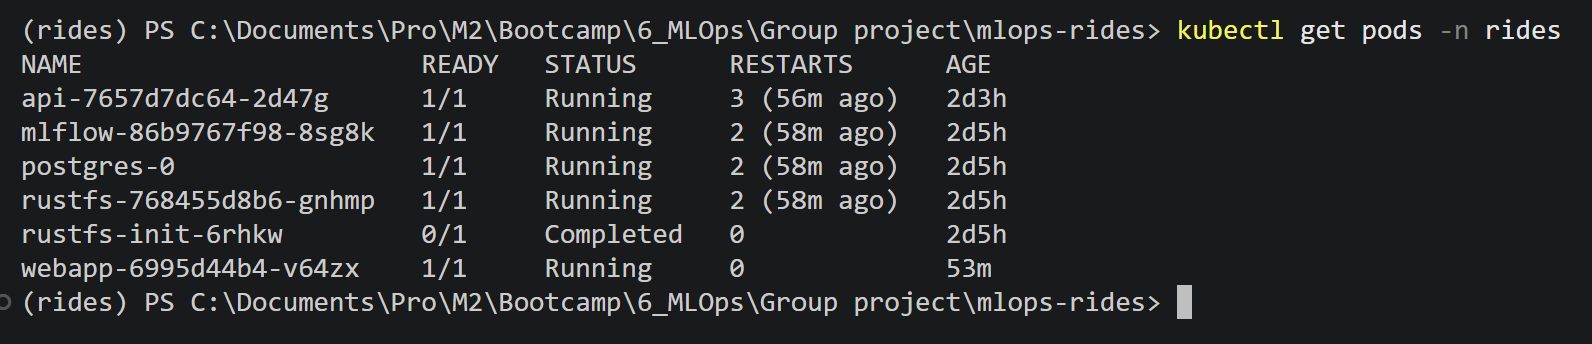 (rides) PS C:\Documents\Pro\M2\Bootcamp\6_MLOps\Group project\mlops-rides> kubectl get pods -n rides
NAME                      READY   STATUS      RESTARTS      AGE
api-7657d7dc64-2d47g      1/1     Running     3 (56m ago)   2d3h
mlflow-86b9767f98-8sg8k   1/1     Running     2 (58m ago)   2d5h
postgres-0                1/1     Running     2 (58m ago)   2d5h
rustfs-768455d8b6-gnhmp   1/1     Running     2 (58m ago)   2d5h
rustfs-init-6rhkw         0/1     Completed   0             2d5h
webapp-6995d44b4-v64zx    1/1     Running     0             53m
(rides) PS C:\Documents\Pro\M2\Bootcamp\6_MLOps\Group project\mlops-rides>